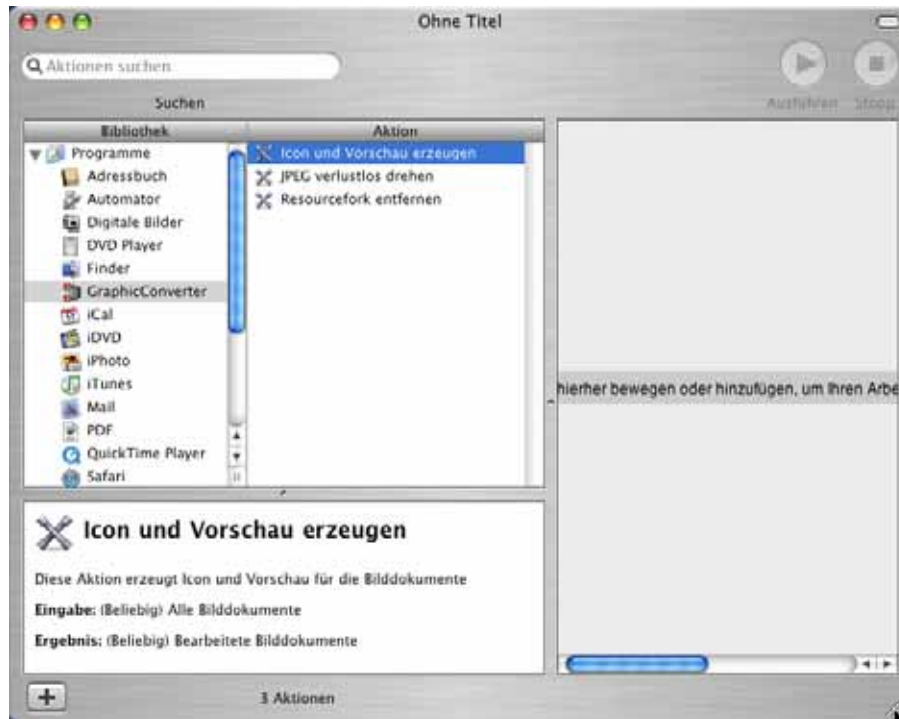 Ohne Titel
Aktionen suchen
Suchen
Ausführen
Stopp
Bibliothek
Aktion
Programme
Adressbuch
Automator
Digitale Bilder
DVD Player
Finder
GraphicConverter
iCal
iDVD
iPhoto
iTunes
Mail
PDF
QuickTime Player
Safari
Icon und Vorschau erzeugen
JPEG verlustlos drehen
Resourcefork entfernen
hierher bewegen oder hinzufügen, um Ihren Arbe
Icon und Vorschau erzeugen
Diese Aktion erzeugt Icon und Vorschau für die Bilddokumente
Eingabe: (Beliebig) Alle Bilddokumente
Ergebnis: (Beliebig) Bearbeitete Bilddokumente
3 Aktionen